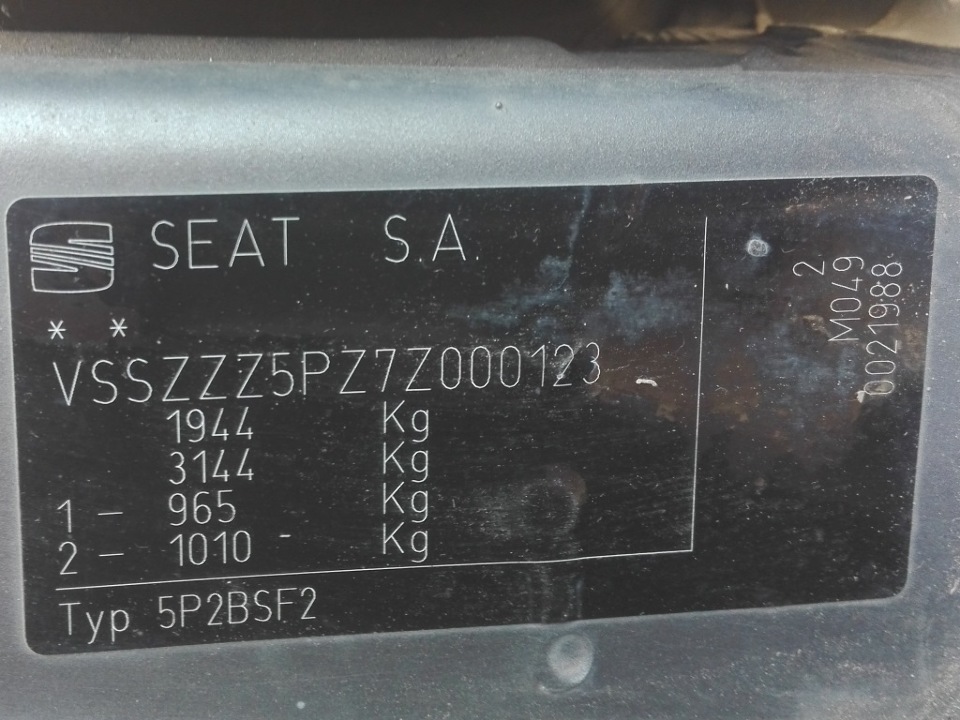 SEAT S.A.
* *
VSSZZZ5PZ7Z000123
1944 Kg
3144 Kg
1 - 965 Kg
2 - 1010 - Kg
Typ 5P2BSF2
2
M049
0021988